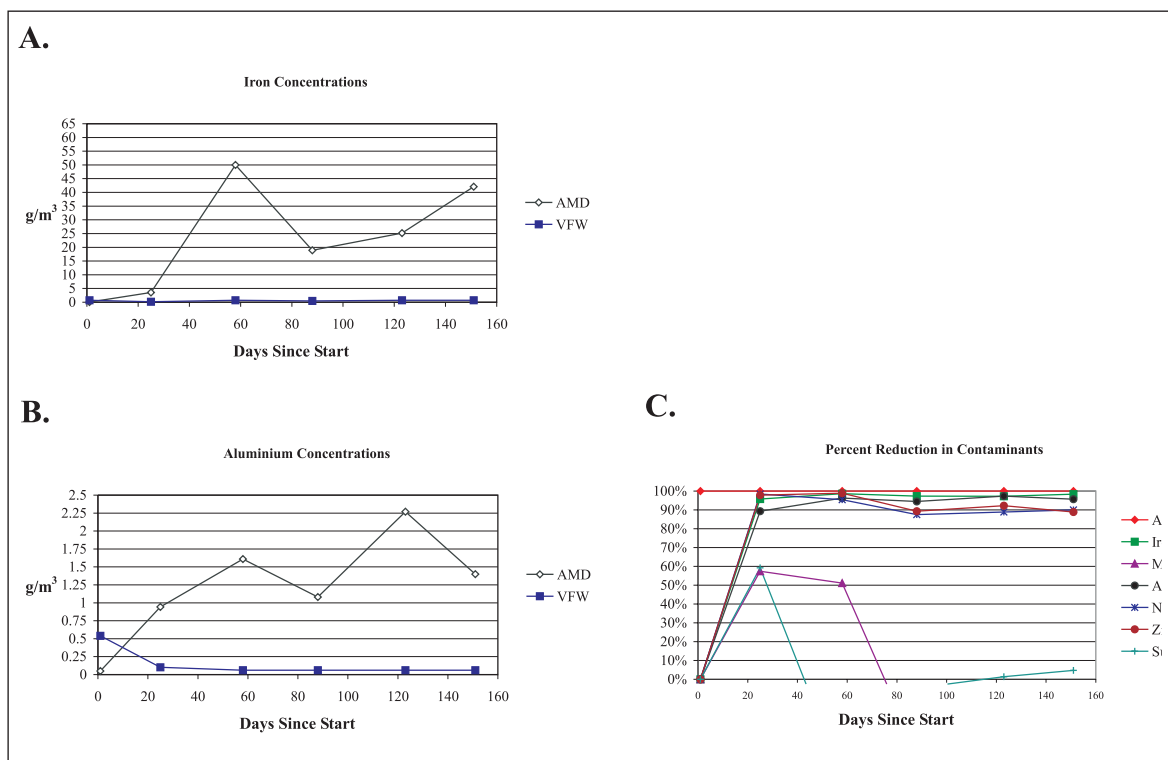 A.
Iron Concentrations
65
60
55
50
45
40
35
30
25
20
15
10
5
0
g/m³
0 20 40 60 80 100 120 140 160
Days Since Start
AMD
VFW
B.
Aluminium Concentrations
2.5
2.25
2
1.75
1.5
1.25
1
0.75
0.5
0.25
0
g/m³
0 20 40 60 80 100 120 140 160
Days Since Start
AMD
VFW
C.
Percent Reduction in Contaminants
100%
90%
80%
70%
60%
50%
40%
30%
20%
10%
0%
0 20 40 60 80 100 120 140 160
Days Since Start
A
Ir
M
A
N
Z